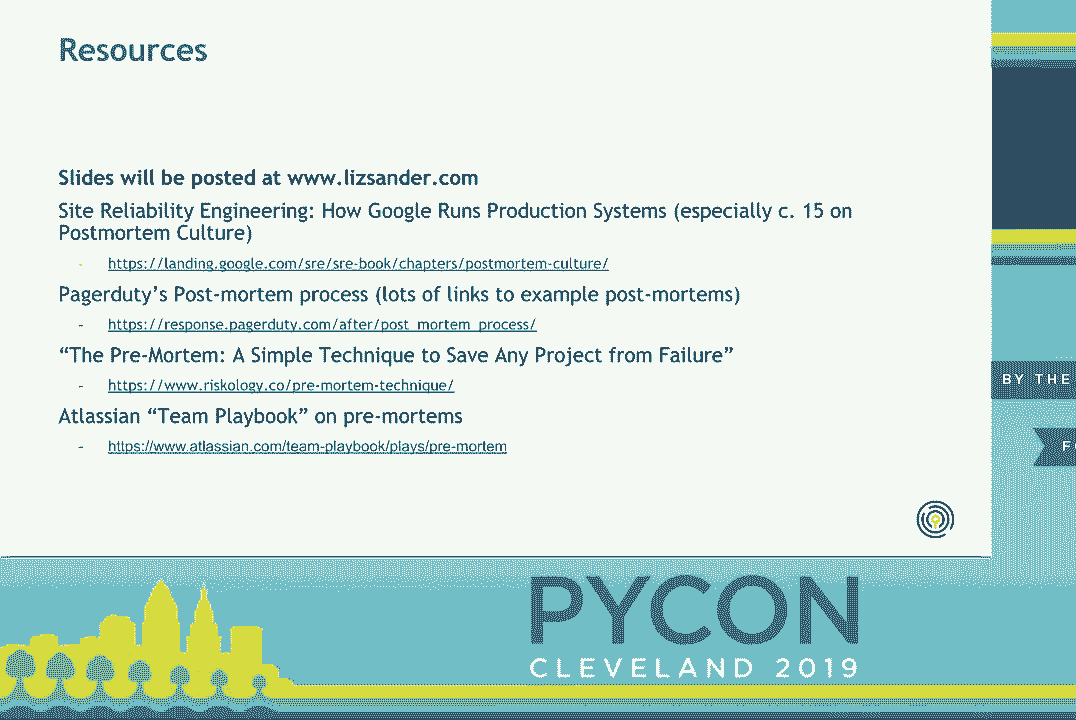 Resources
Slides will be posted at www.lizsander.com
Site Reliability Engineering: How Google Runs Production Systems (especially c. 15 on
Postmortem Culture)
- https://landing.google.com/sre/sre-book/chapters/postmortem-culture/
Pagerduty’s Post-mortem process (lots of links to example post-mortems)
- https://response.pagerduty.com/after/post_mortem_process/
“The Pre-Mortem: A Simple Technique to Save Any Project from Failure”
- https://www.riskology.co/pre-mortem-technique/
Atlassian “Team Playbook” on pre-mortems
- https://www.atlassian.com/team-playbook/plays/pre-mortem
BY THE
F
PYCON
CLEVELAND 2019